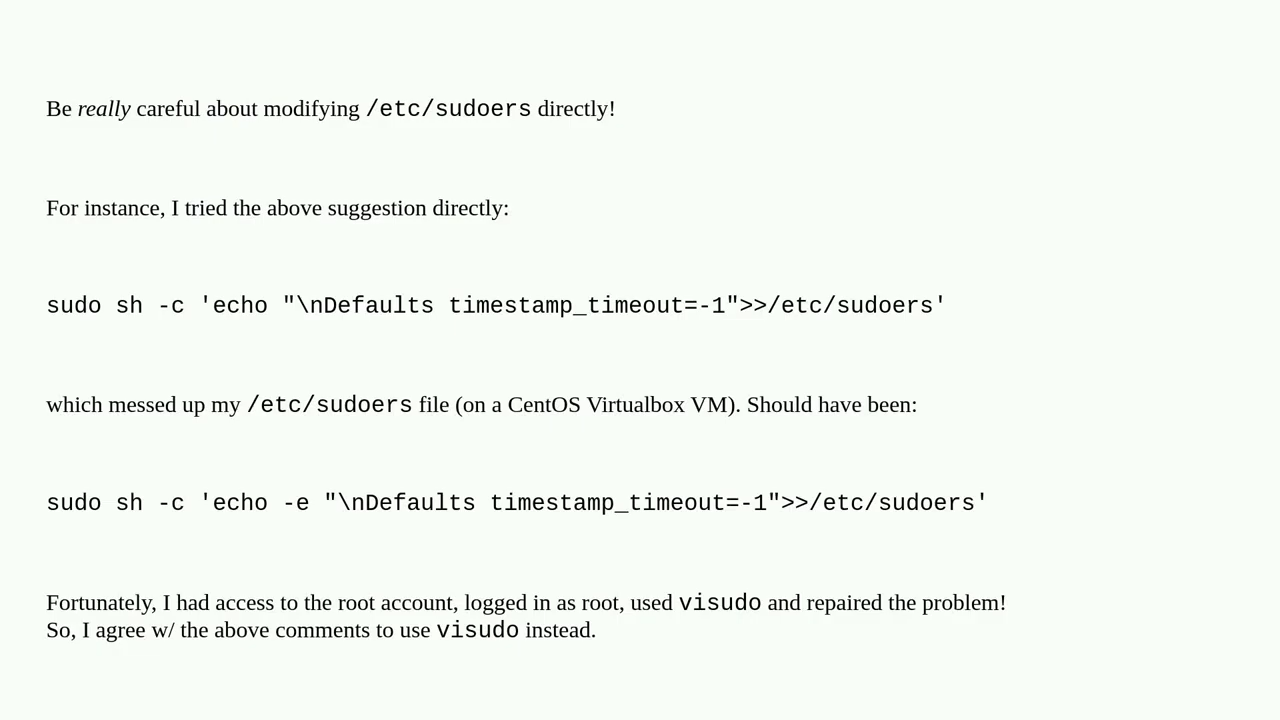 Be really careful about modifying /etc/sudoers directly!
For instance, I tried the above suggestion directly:
sudo sh -c 'echo "\nDefaults timestamp_timeout=-1">>/etc/sudoers'
which messed up my /etc/sudoers file (on a CentOS Virtualbox VM). Should have been:
sudo sh -c 'echo -e "\nDefaults timestamp_timeout=-1">>/etc/sudoers'
Fortunately, I had access to the root account, logged in as root, used visudo and repaired the problem!
So, I agree w/ the above comments to use visudo instead.